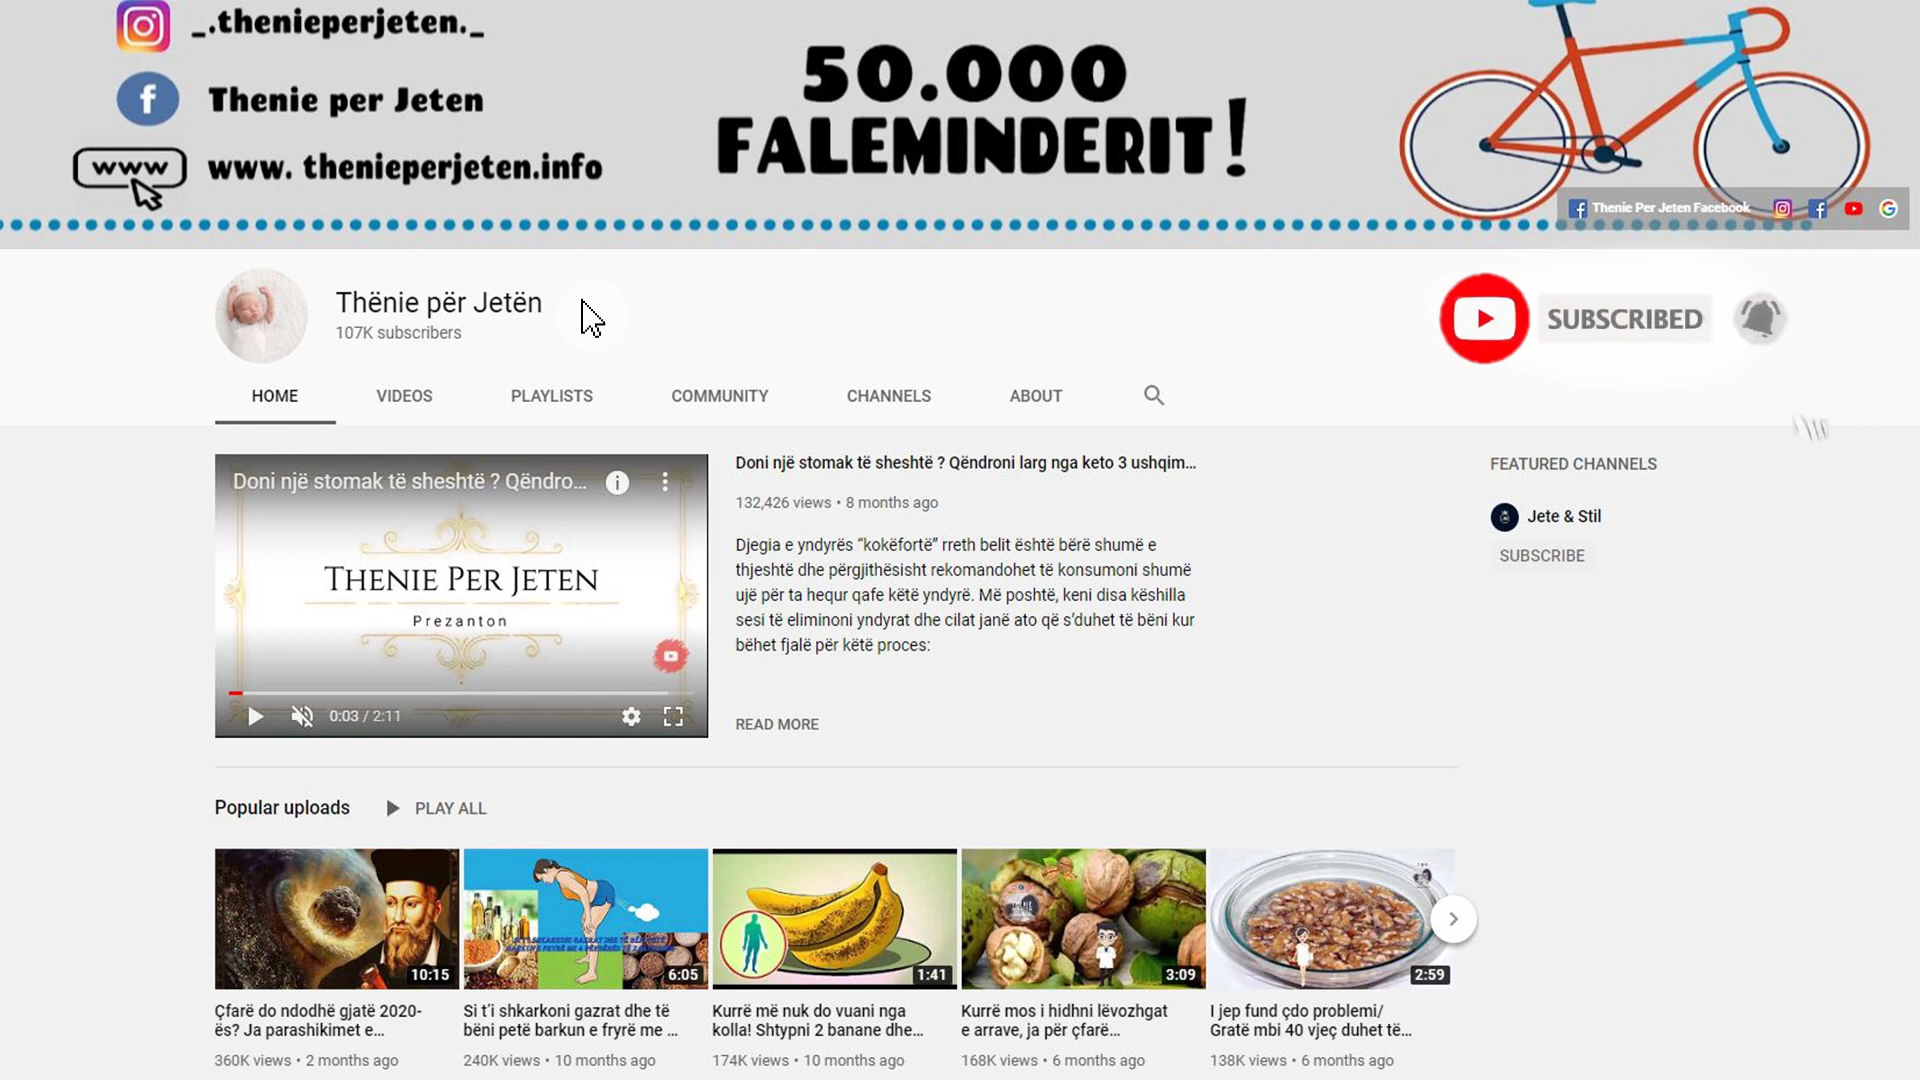 _.thenieperjeten._
Thenie per Jeten
www
www. thenieperjeten.info
50.000
FALEMINDERIT!
Thenie Per Jeten Facebook
Thënie për Jetën
107K subscribers
SUBSCRIBED
HOME
VIDEOS
PLAYLISTS
COMMUNITY
CHANNELS
ABOUT
Doni një stomak të sheshtë ? Qëndro...
THENIE PER JETEN
Prezanton
0:03 / 2:11
Doni një stomak të sheshtë ? Qëndroni larg nga keto 3 ushqim...
132,426 views • 8 months ago
Djegia e yndyrës “kokëfortë” rreth belit është bërë shumë e
thjeshtë dhe përgjithësisht rekomandohet të konsumoni shumë
ujë për ta hequr qafe këtë yndyrë. Më poshtë, keni disa këshilla
sesi të eliminoni yndyrat dhe cilat janë ato që s’duhet të bëni kur
bëhet fjalë për këtë proces:
READ MORE
FEATURED CHANNELS
Jete & Stil
SUBSCRIBE
Popular uploads
PLAY ALL
10:15
6:05
1:41
3:09
2:59
Çfarë do ndodhë gjatë 2020-
ës? Ja parashikimet e...
360K views • 2 months ago
Si t’i shkarkoni gazrat dhe të
bëni petë barkun e fryrë me ...
240K views • 10 months ago
Kurrë më nuk do vuani nga
kolla! Shtypni 2 banane dhe...
174K views • 10 months ago
Kurrë mos i hidhni lëvozhgat
e arrave, ja për çfarë...
168K views • 6 months ago
I jep fund çdo problemi/
Gratë mbi 40 vjeç duhet të...
138K views • 6 months ago